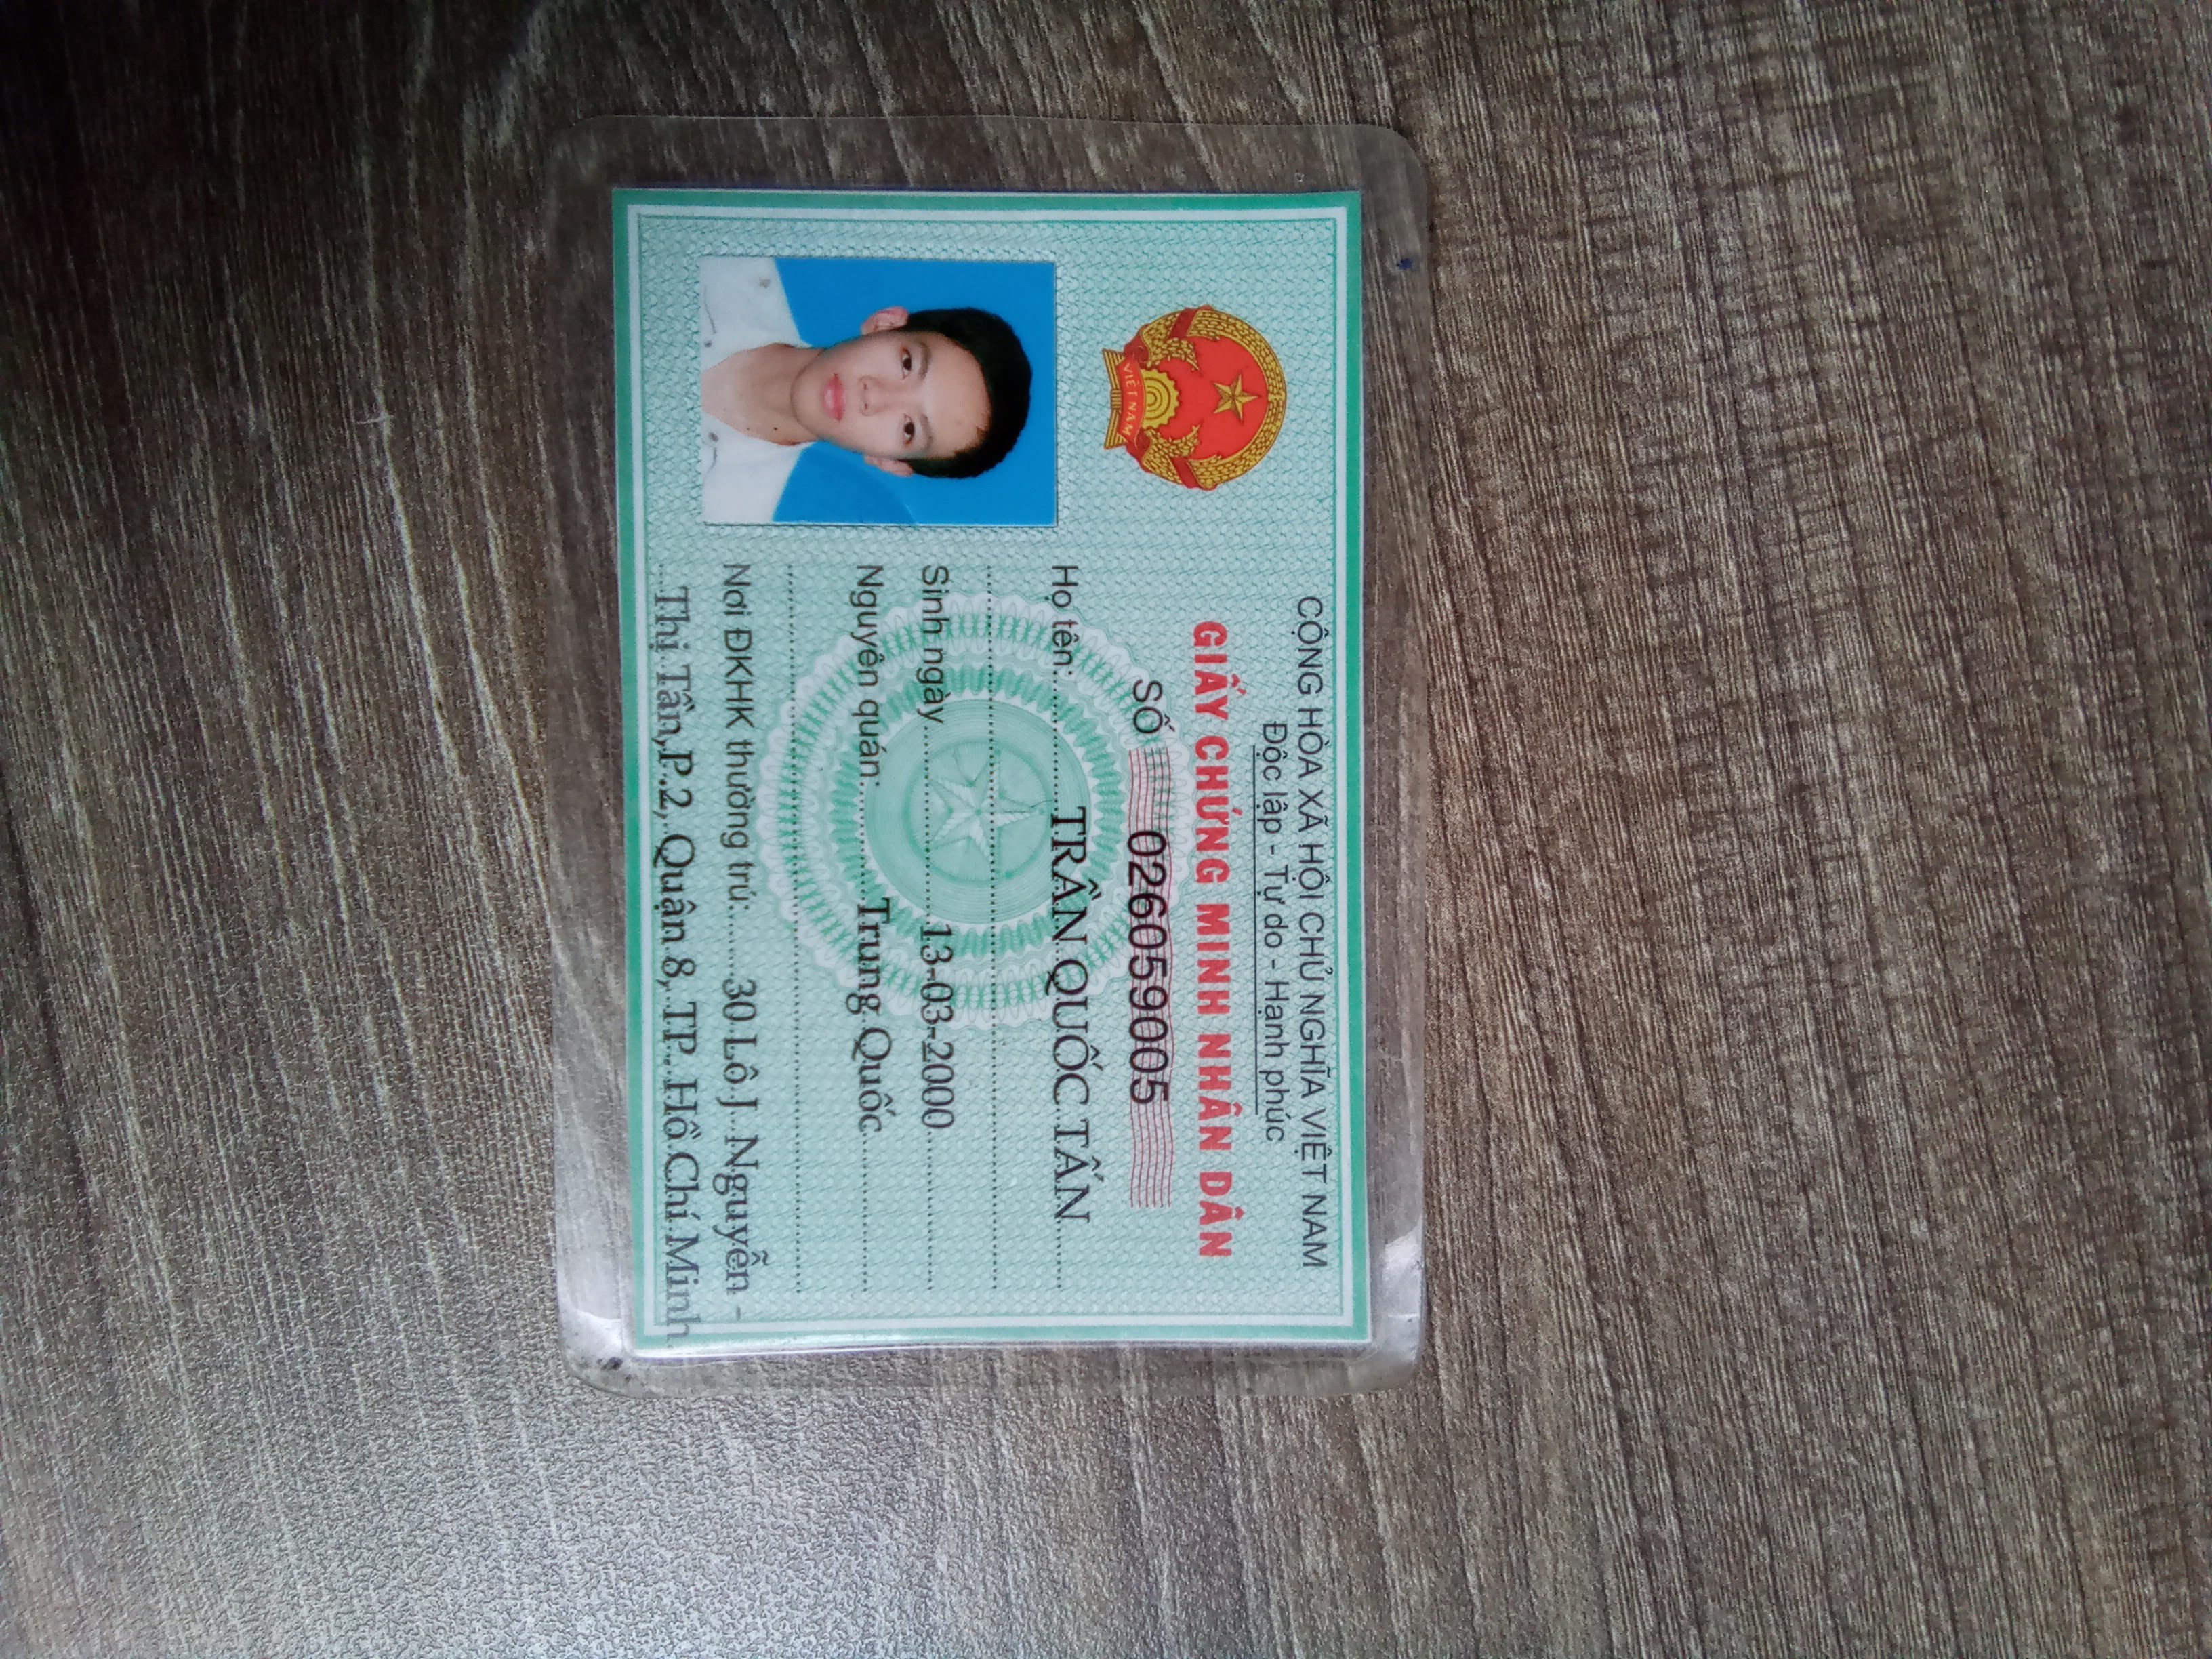 CỘNG HÒA XÃ HỘI CHỦ NGHĨA VIỆT NAM
Độc lập - Tự do - Hạnh phúc
GIẤY CHỨNG MINH NHÂN DÂN
SỐ 026059005
VIỆT NAM
Họ tên: TRẦN QUỐC TẤN
Sinh ngày 13-03-2000
Nguyên quán: Trung Quốc
Nơi ĐKHK thường trú: 30 Lô J Nguyễn -
Thị Tần,P.2, Quận 8, TP. Hồ Chí Minh